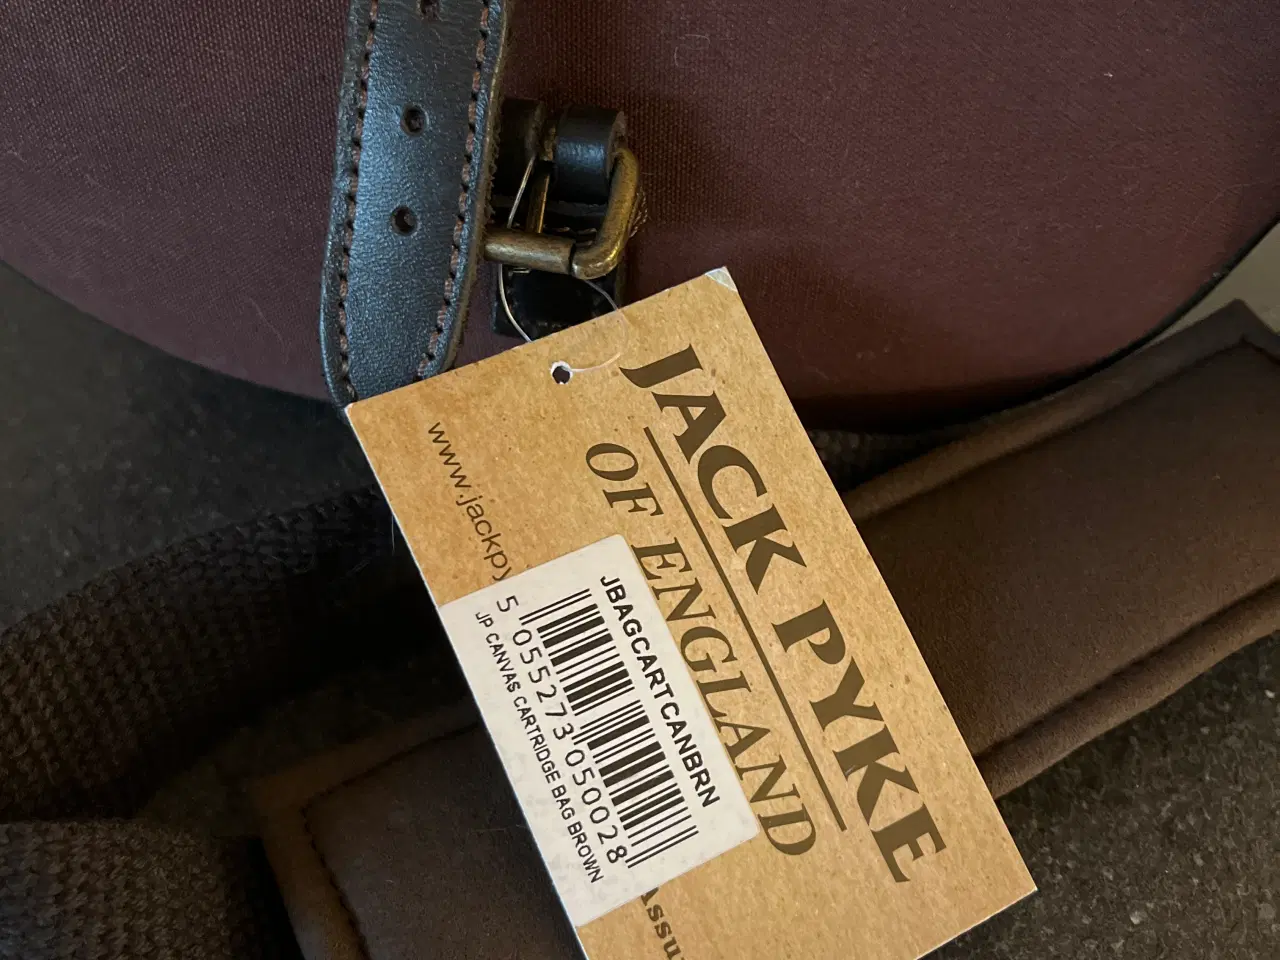 JACK PYKE
OF ENGLAND
www.jackpy
JBAGCARTCANBRN
5 055273 050028
JP CANVAS CARTRIDGE BAG BROWN
Assu